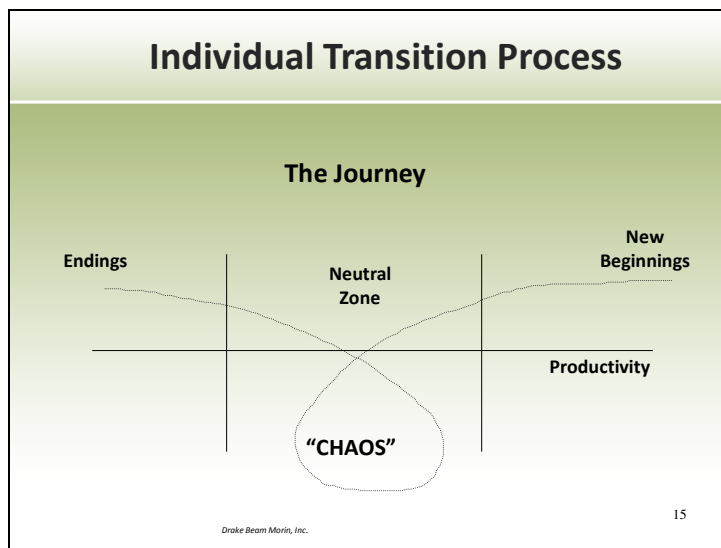 Individual Transition Process
The Journey
Endings
Neutral
Zone
New
Beginnings
Productivity
“CHAOS”
Drake Beam Morin, Inc.
15